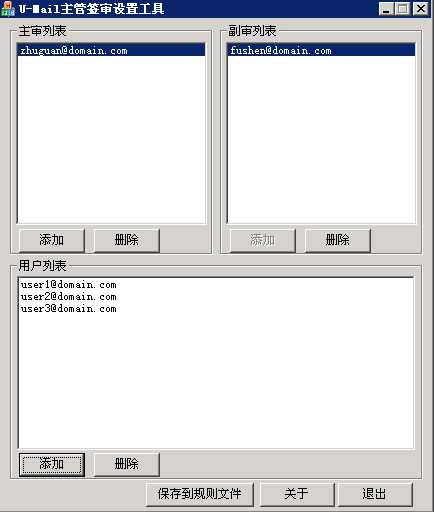 U-Mail主管签审设置工具
主审列表
zhuguan@domain.com
添加 删除
副审列表
fushen@domain.com
添加 删除
用户列表
user1@domain.com
user2@domain.com
user3@domain.com
添加 删除
保存到规则文件 关于 退出